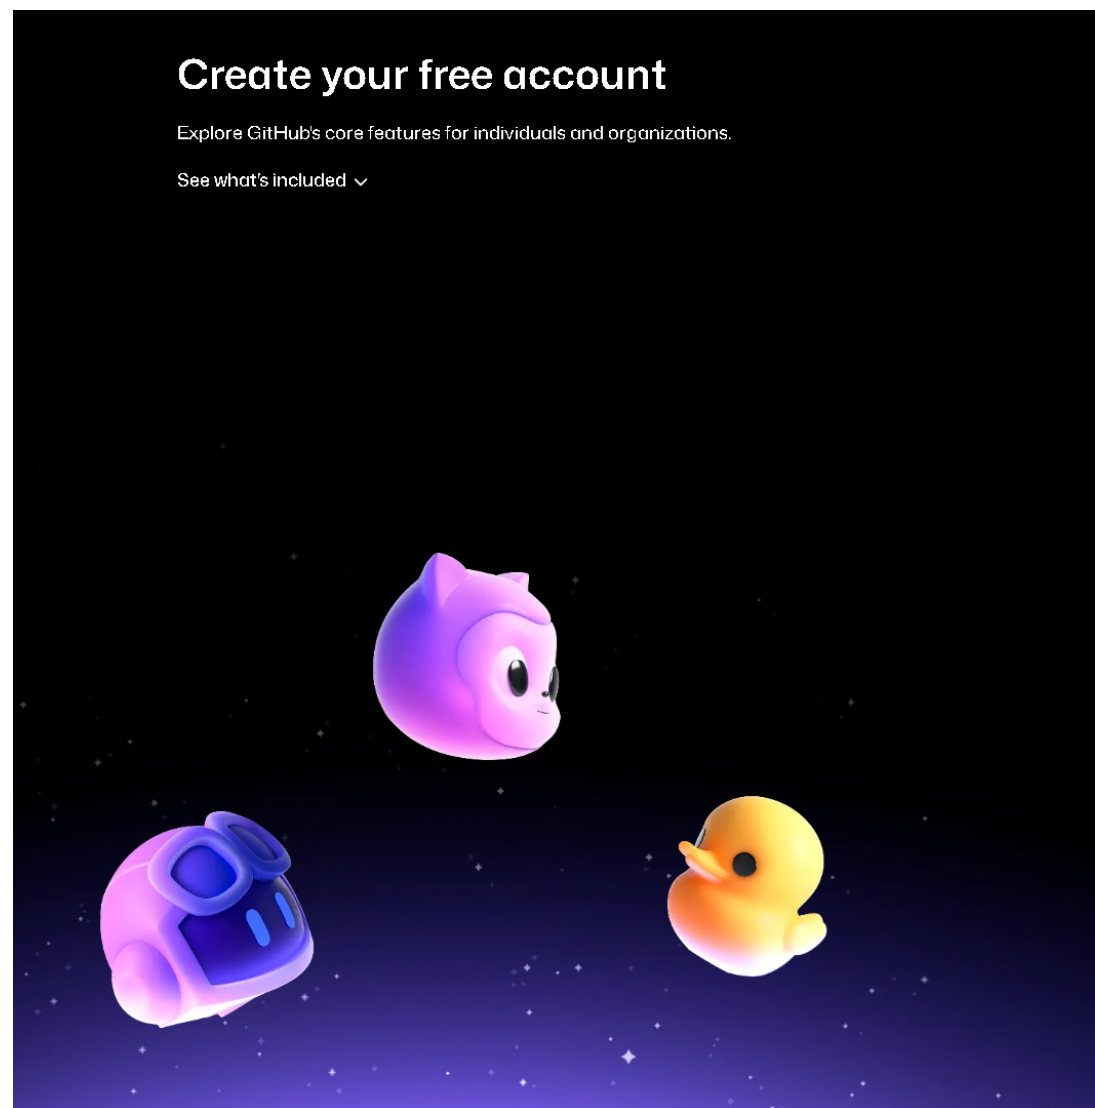 Create your free account
Explore GitHub's core features for individuals and organizations.
See what's included